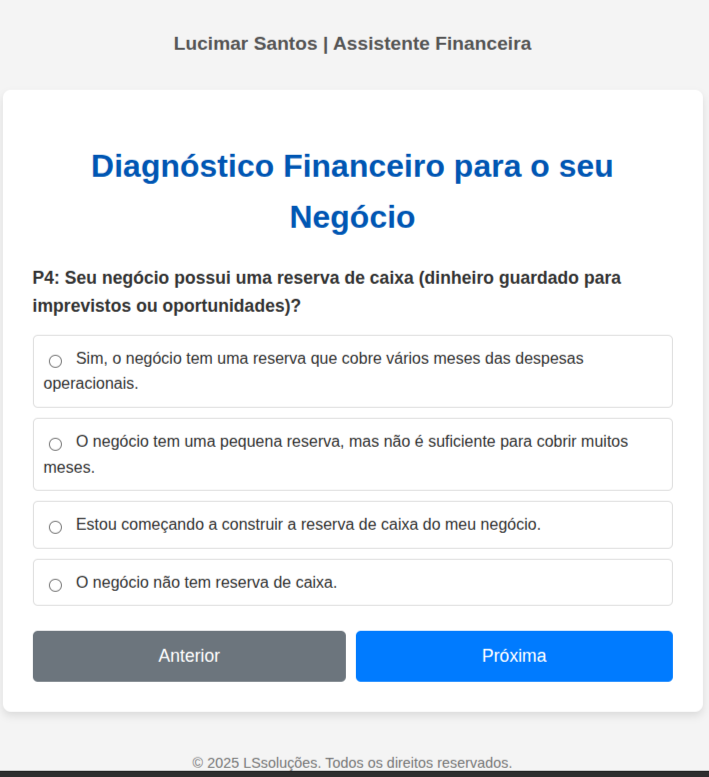 Lucimar Santos | Assistente Financeira
Diagnóstico Financeiro para o seu
Negócio
P4: Seu negócio possui uma reserva de caixa (dinheiro guardado para
imprevistos ou oportunidades)?
Sim, o negócio tem uma reserva que cobre vários meses das despesas
operacionais.
O negócio tem uma pequena reserva, mas não é suficiente para cobrir muitos
meses.
Estou começando a construir a reserva de caixa do meu negócio.
O negócio não tem reserva de caixa.
Anterior
Próxima
© 2025 LSsoluções. Todos os direitos reservados.